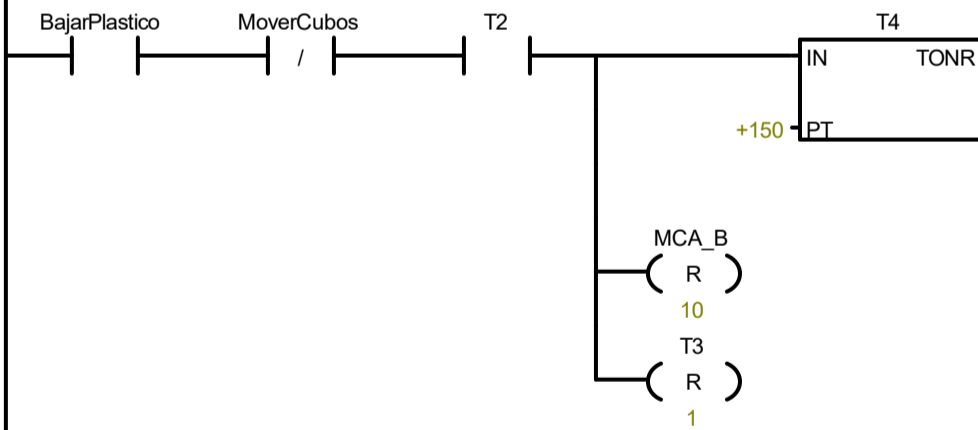 BajarPlastico MoverCubos T2 T4
/ IN TONR
+150 PT
MCA_B
R
10
T3
R
1